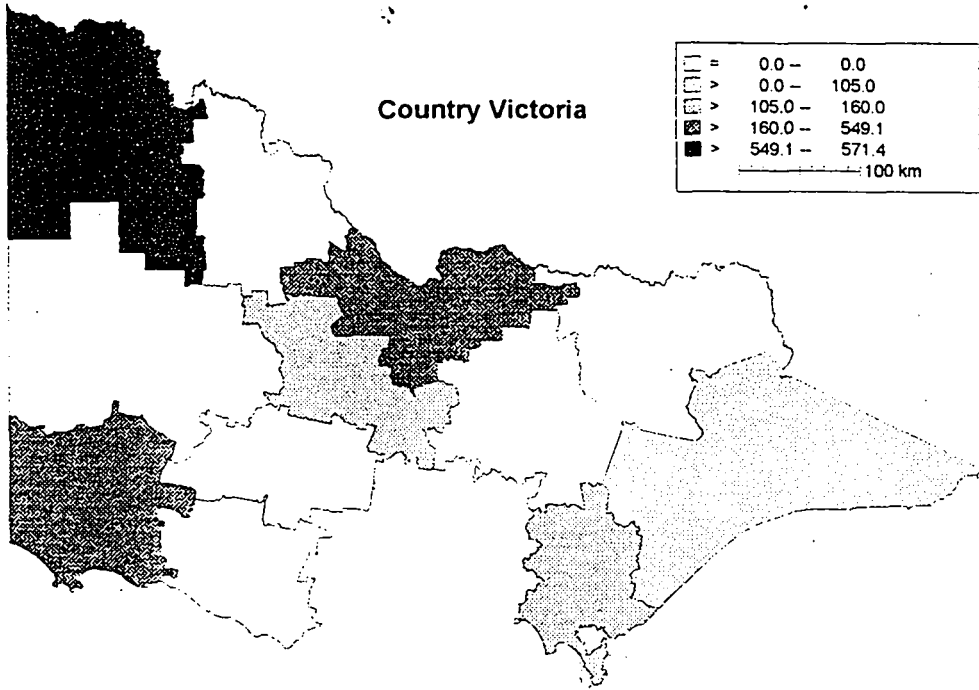 Country Victoria
= 0.0 – 0.0
> 0.0 – 105.0
> 105.0 – 160.0
> 160.0 – 549.1
> 549.1 – 571.4
100 km